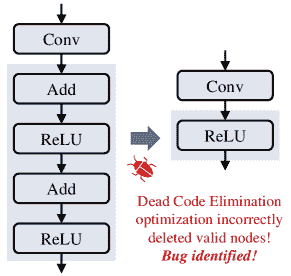 Conv
Add
ReLU
Add
ReLU
Conv
ReLU
Dead Code Elimination
optimization incorrectly
deleted valid nodes!
Bug identified!